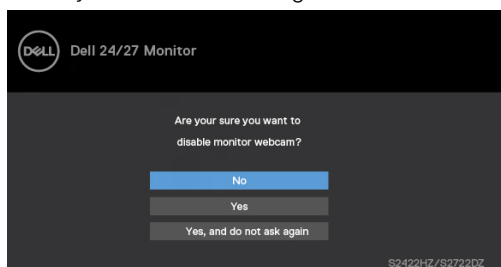 DELL
Dell 24/27 Monitor
Are your sure you want to
disable monitor webcam?
No
Yes
Yes, and do not ask again
S2422HZ/S2722DZ